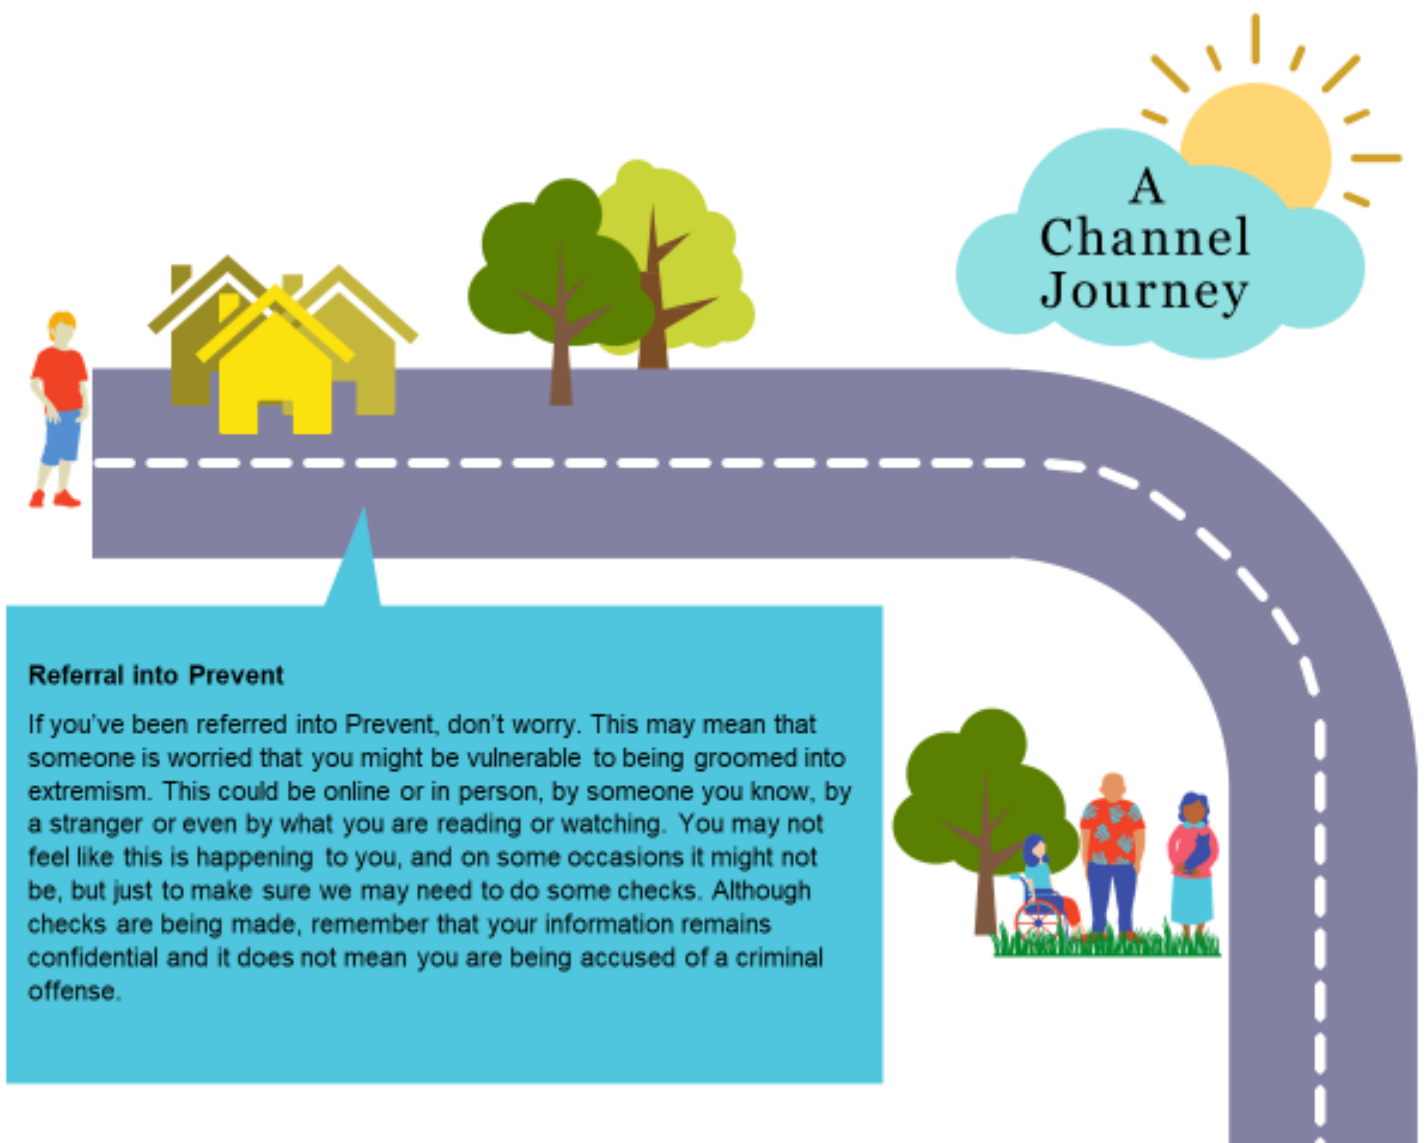 A
Channel
Journey
Referral into Prevent
If you’ve been referred into Prevent, don’t worry. This may mean that
someone is worried that you might be vulnerable to being groomed into
extremism. This could be online or in person, by someone you know, by
a stranger or even by what you are reading or watching. You may not
feel like this is happening to you, and on some occasions it might not
be, but just to make sure we may need to do some checks. Although
checks are being made, remember that your information remains
confidential and it does not mean you are being accused of a criminal
offense.